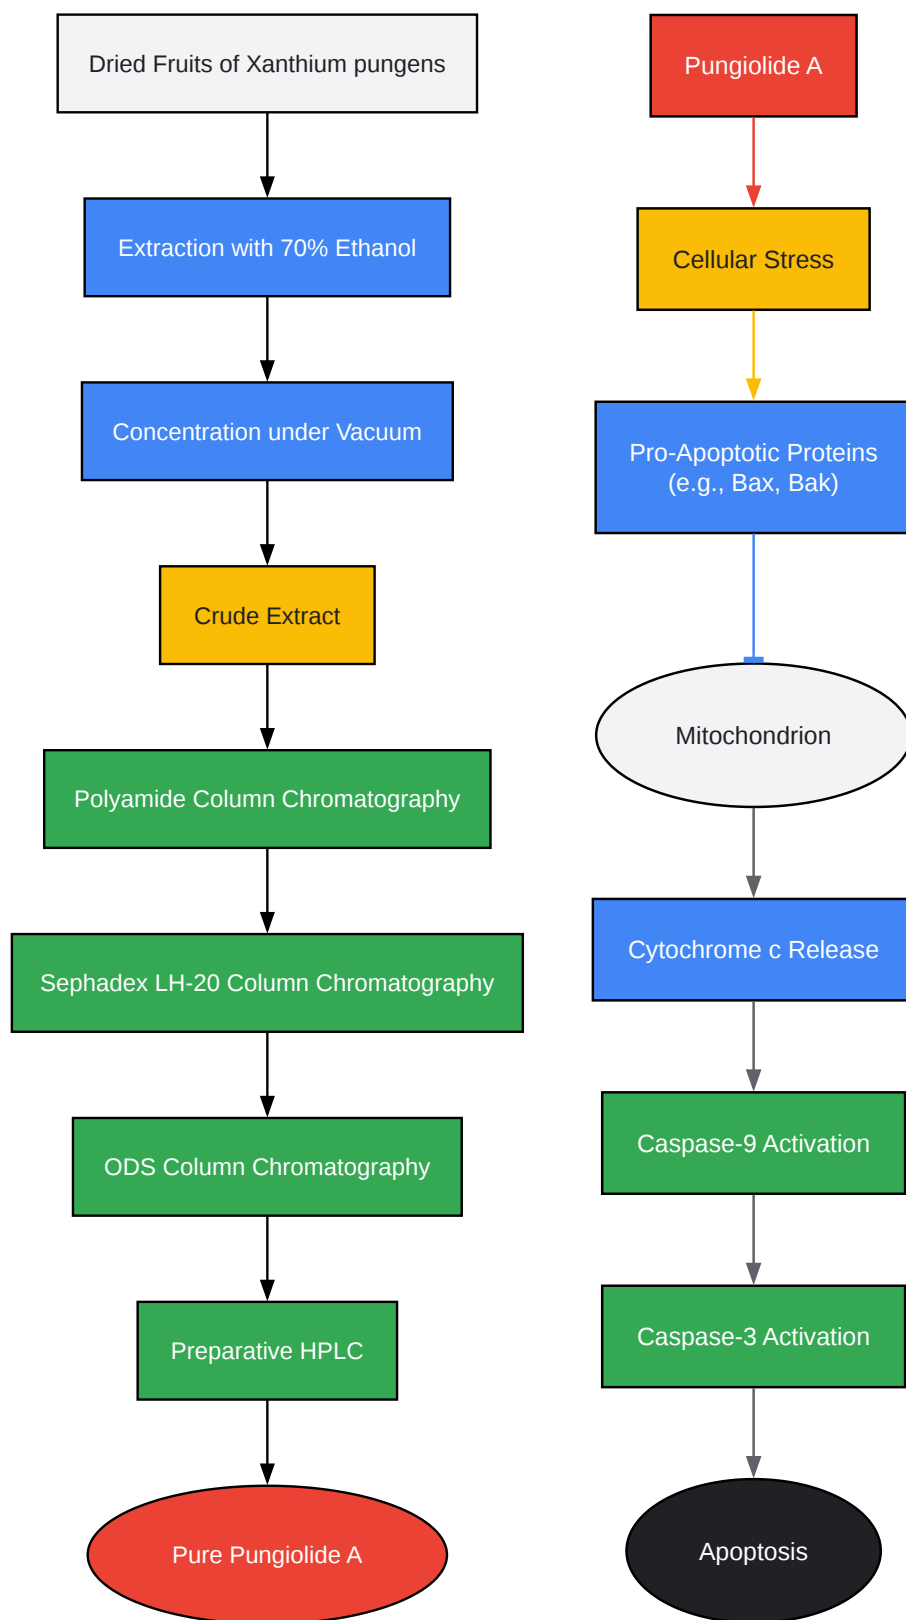 Dried Fruits of Xanthium pungens
Extraction with 70% Ethanol
Concentration under Vacuum
Crude Extract
Polyamide Column Chromatography
Sephadex LH-20 Column Chromatography
ODS Column Chromatography
Preparative HPLC
Pure Pungiolide A
Pungiolide A
Cellular Stress
Pro-Apoptotic Proteins
(e.g., Bax, Bak)
Mitochondrion
Cytochrome c Release
Caspase-9 Activation
Caspase-3 Activation
Apoptosis